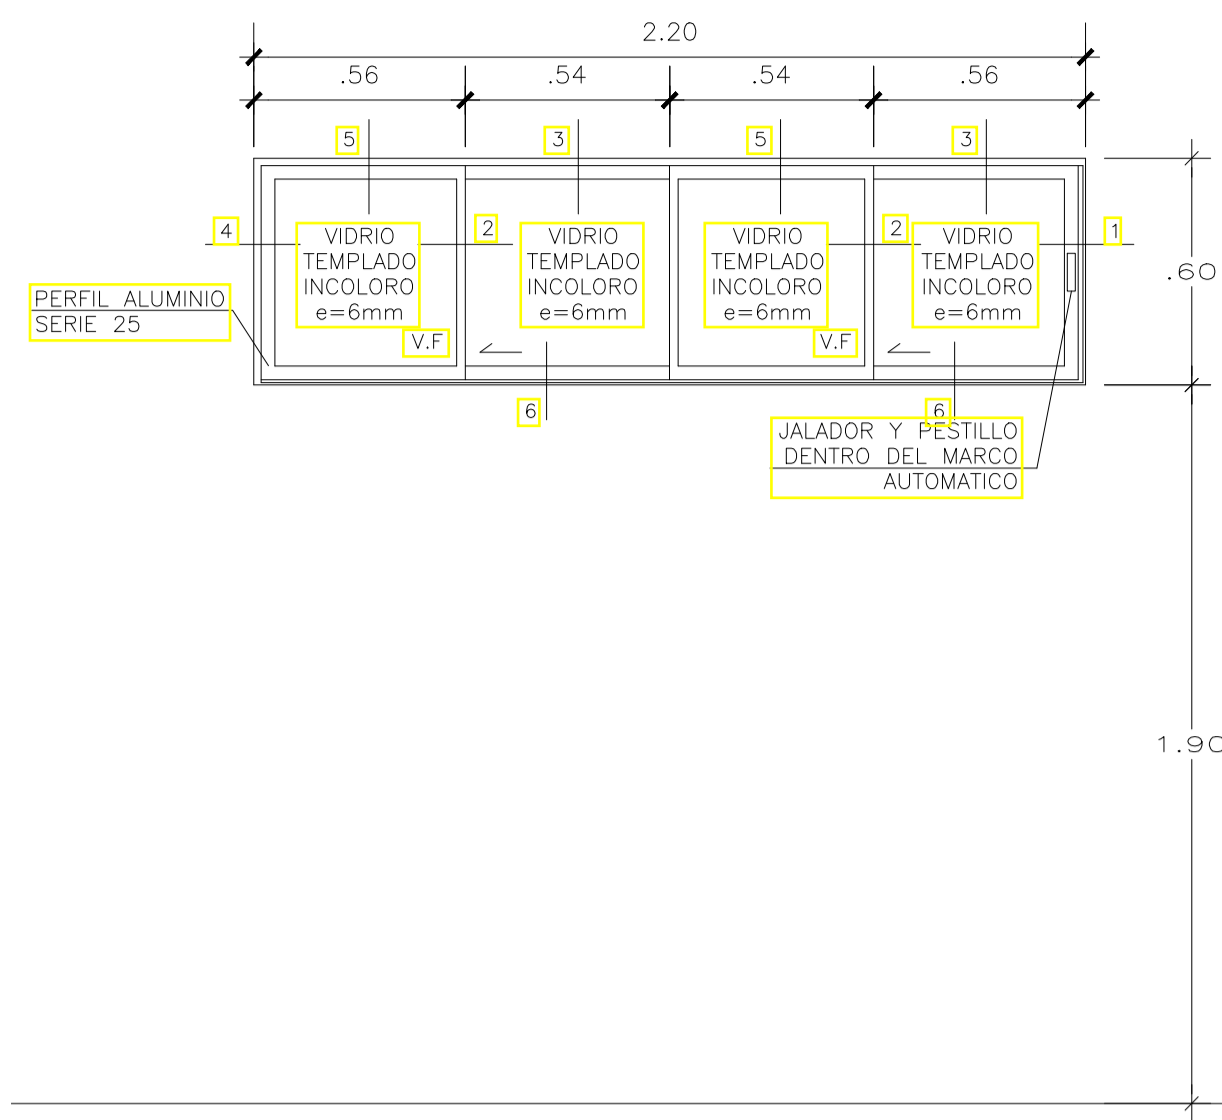 2.20
.56 .54 .54 .56
5 3 5 3
4 2 2 1
VIDRIO
TEMPLADO
INCOLORO
e=6mm
VIDRIO
TEMPLADO
INCOLORO
e=6mm
VIDRIO
TEMPLADO
INCOLORO
e=6mm
VIDRIO
TEMPLADO
INCOLORO
e=6mm
.60
PERFIL ALUMINIO
SERIE 25
V.F V.F
6 6
JALADOR Y PESTILLO
DENTRO DEL MARCO
AUTOMATICO
1.90